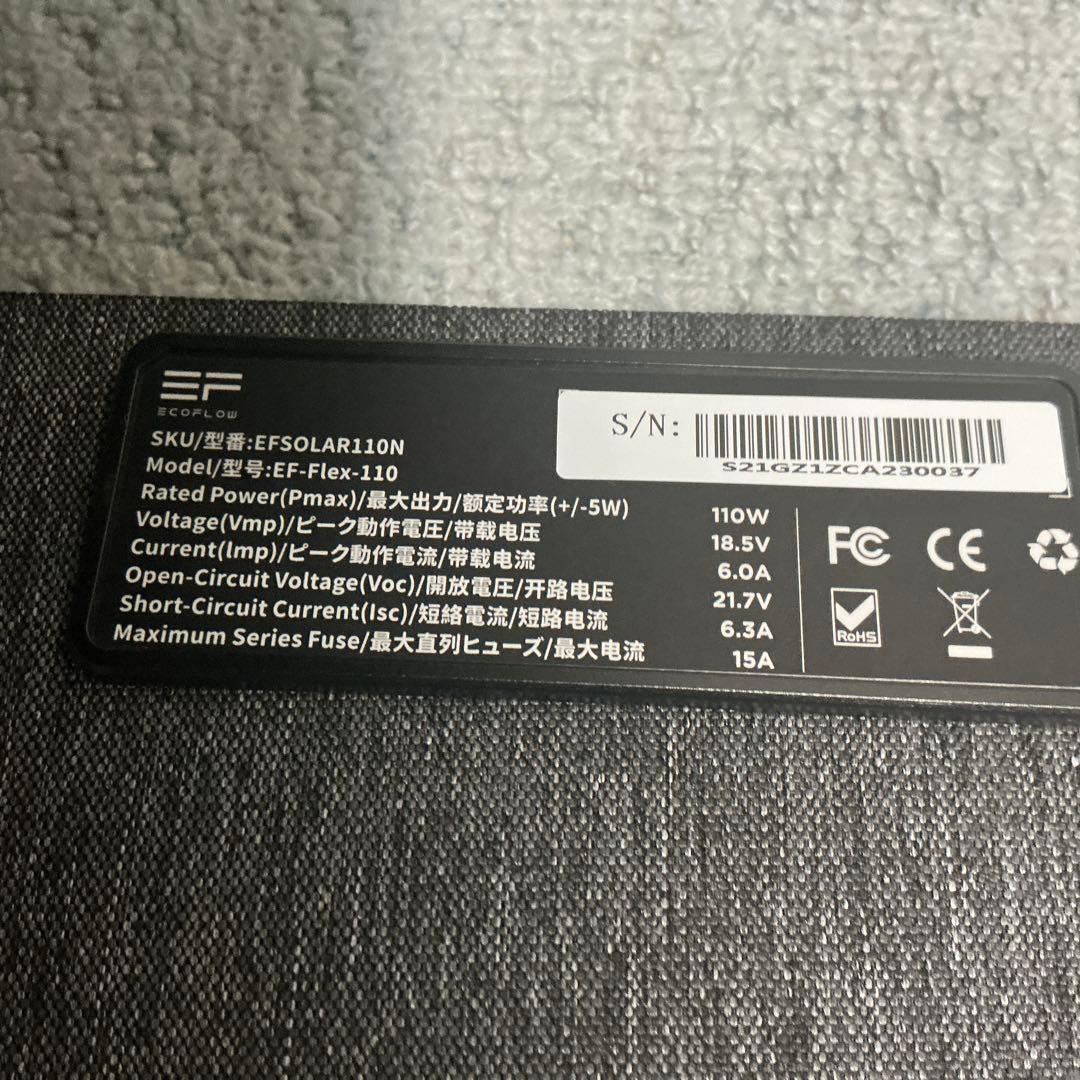 EF
ECOFLOW
SKU/型番:EFSOLAR110N
Model/型号:EF-Flex-110
Rated Power(Pmax)/最大出力/额定功率(+/-5W) 110W
Voltage(Vmp)/ピーク動作電圧/带载电压 18.5V
Current(lmp)/ピーク動作電流/带载电流 6.0A
Open-Circuit Voltage(Voc)/開放電圧/开路电压 21.7V
Short-Circuit Current(Isc)/短絡電流/短路电流 6.3A
Maximum Series Fuse/最大直列ヒューズ/最大电流 15A
S/N:
S21GZ1ZCA230037
FC CE
RoHS